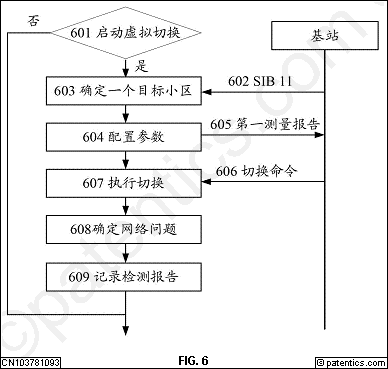 否
601 启动虚拟切换
基站
是
602 SIB 11
603 确定一个目标小区
605 第一测量报告
604 配置参数
606 切换命令
607 执行切换
608确定网络问题
609 记录检测报告
CN103781093
FIG. 6
© patentics.com
©patentics.com